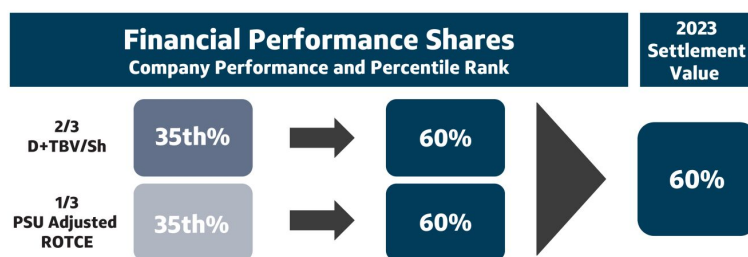 Financial Performance Shares
Company Performance and Percentile Rank
2023
Settlement
Value
2/3
D+TBV/Sh
35th%
60%
1/3
PSU Adjusted
ROTCE
35th%
60%
60%